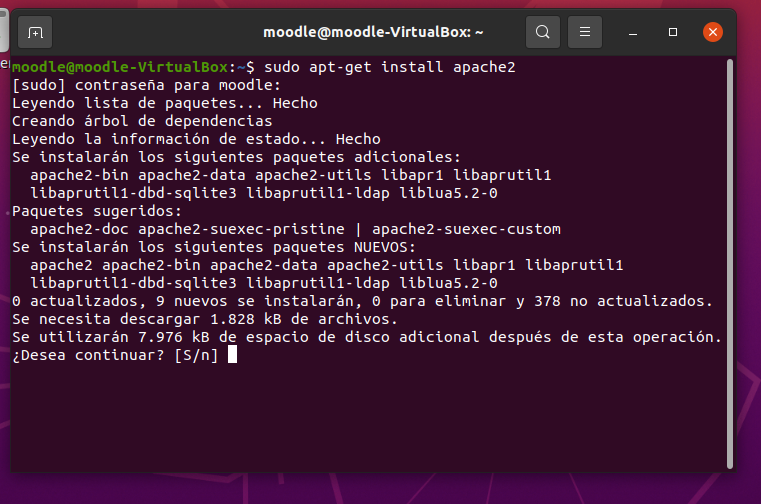 moodle@moodle-VirtualBox: ~
moodle@moodle-VirtualBox:~$ sudo apt-get install apache2
[sudo] contraseña para moodle:
Leyendo lista de paquetes... Hecho
Creando árbol de dependencias
Leyendo la información de estado... Hecho
Se instalarán los siguientes paquetes adicionales:
  apache2-bin apache2-data apache2-utils libapr1 libaprutil1
  libaprutil1-dbd-sqlite3 libaprutil1-ldap liblua5.2-0
Paquetes sugeridos:
  apache2-doc apache2-suexec-pristine | apache2-suexec-custom
Se instalarán los siguientes paquetes NUEVOS:
  apache2 apache2-bin apache2-data apache2-utils libapr1 libaprutil1
  libaprutil1-dbd-sqlite3 libaprutil1-ldap liblua5.2-0
0 actualizados, 9 nuevos se instalarán, 0 para eliminar y 378 no actualizados.
Se necesita descargar 1.828 kB de archivos.
Se utilizarán 7.976 kB de espacio de disco adicional después de esta operación.
¿Desea continuar? [S/n]